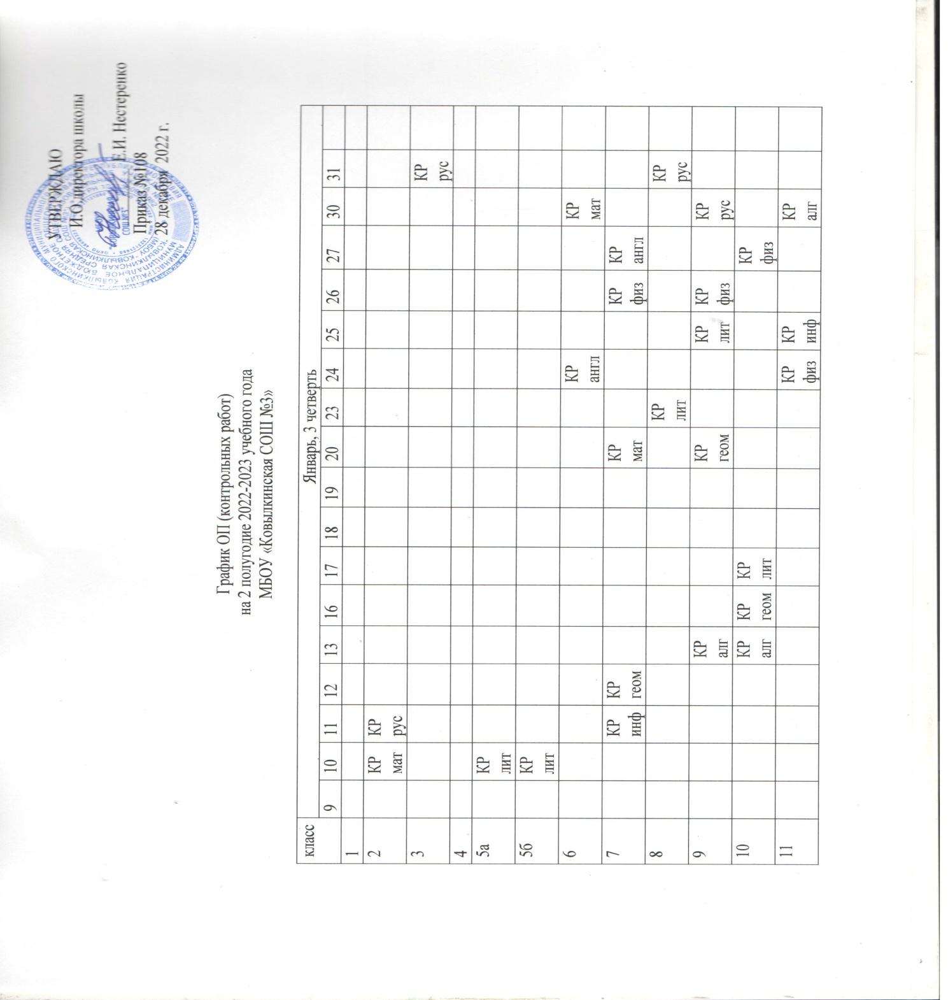 УТВЕРЖДАЮ
И.О.директора школы
Е.И. Нестеренко
Приказ №108
28 декабря 2022 г.
График ОП (контрольных работ)
на 2 полугодие 2022-2023 учебного года
МБОУ «Ковылкинская СОШ №3»
класс Январь, 3 четверть
9 10 11 12 13 16 17 18 19 20 23 24 25 26 27 30 31
1
2 КР КР
мат рус
3 КР
рус
4
5а КР
лит
5б КР
лит
6 КР КР
англ мат
7 КР КР КР КР КР
инф геом мат физ англ
8 КР КР
лит рус
9 КР КР КР КР КР
алг геом лит физ рус
10 КР КР КР КР
алг геом лит физ
11 КР КР КР
физ инф алг